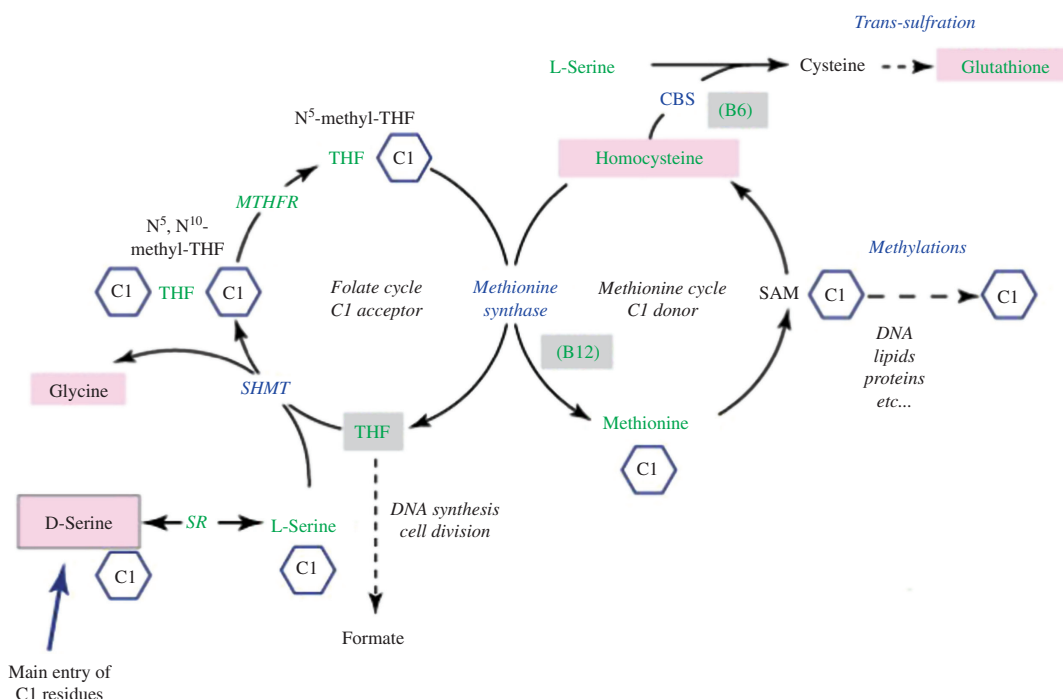 Trans-sulfration
L-Serine
Cysteine
Glutathione
CBS
(B6)
N⁵-methyl-THF
THF
C1
Homocysteine
MTHFR
N⁵, N¹⁰-
methyl-THF
C1
THF
C1
Folate cycle
C1 acceptor
Methionine
synthase
Methionine cycle
C1 donor
SAM
C1
Methylations
C1
DNA
lipids
proteins
etc...
(B12)
Glycine
SHMT
THF
Methionine
C1
D-Serine
C1
SR
L-Serine
C1
DNA synthesis
cell division
Formate
Main entry of
C1 residues